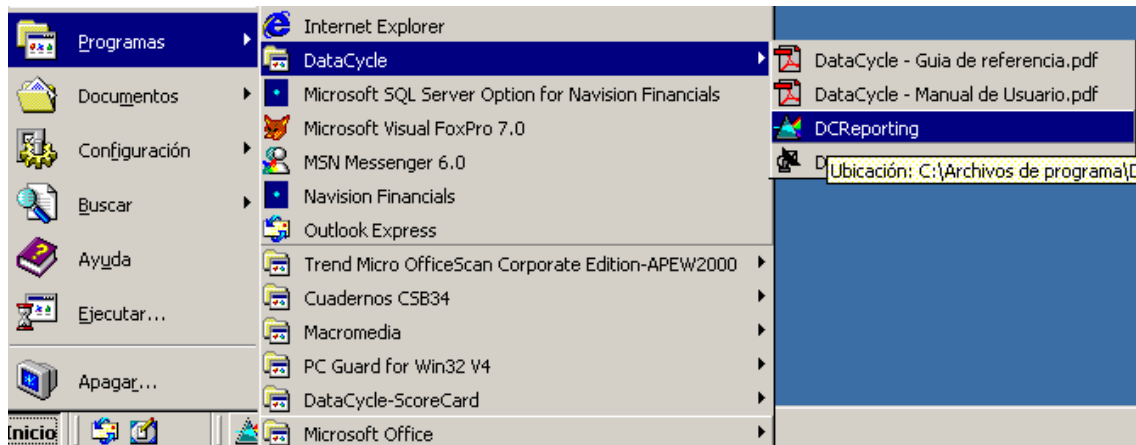 Programas
Documentos
Configuración
Buscar
Ayuda
Ejecutar...
Apagar...
Inicio
Internet Explorer
DataCycle
Microsoft SQL Server Option for Navision Financials
Microsoft Visual FoxPro 7.0
MSN Messenger 6.0
Navision Financials
Outlook Express
Trend Micro OfficeScan Corporate Edition-APEW2000
Cuadernos CSB34
Macromedia
PC Guard for Win32 V4
DataCycle-ScoreCard
Microsoft Office
DataCycle - Guia de referencia.pdf
DataCycle - Manual de Usuario.pdf
DCReporting
Ubicación: C:\Archivos de programa\